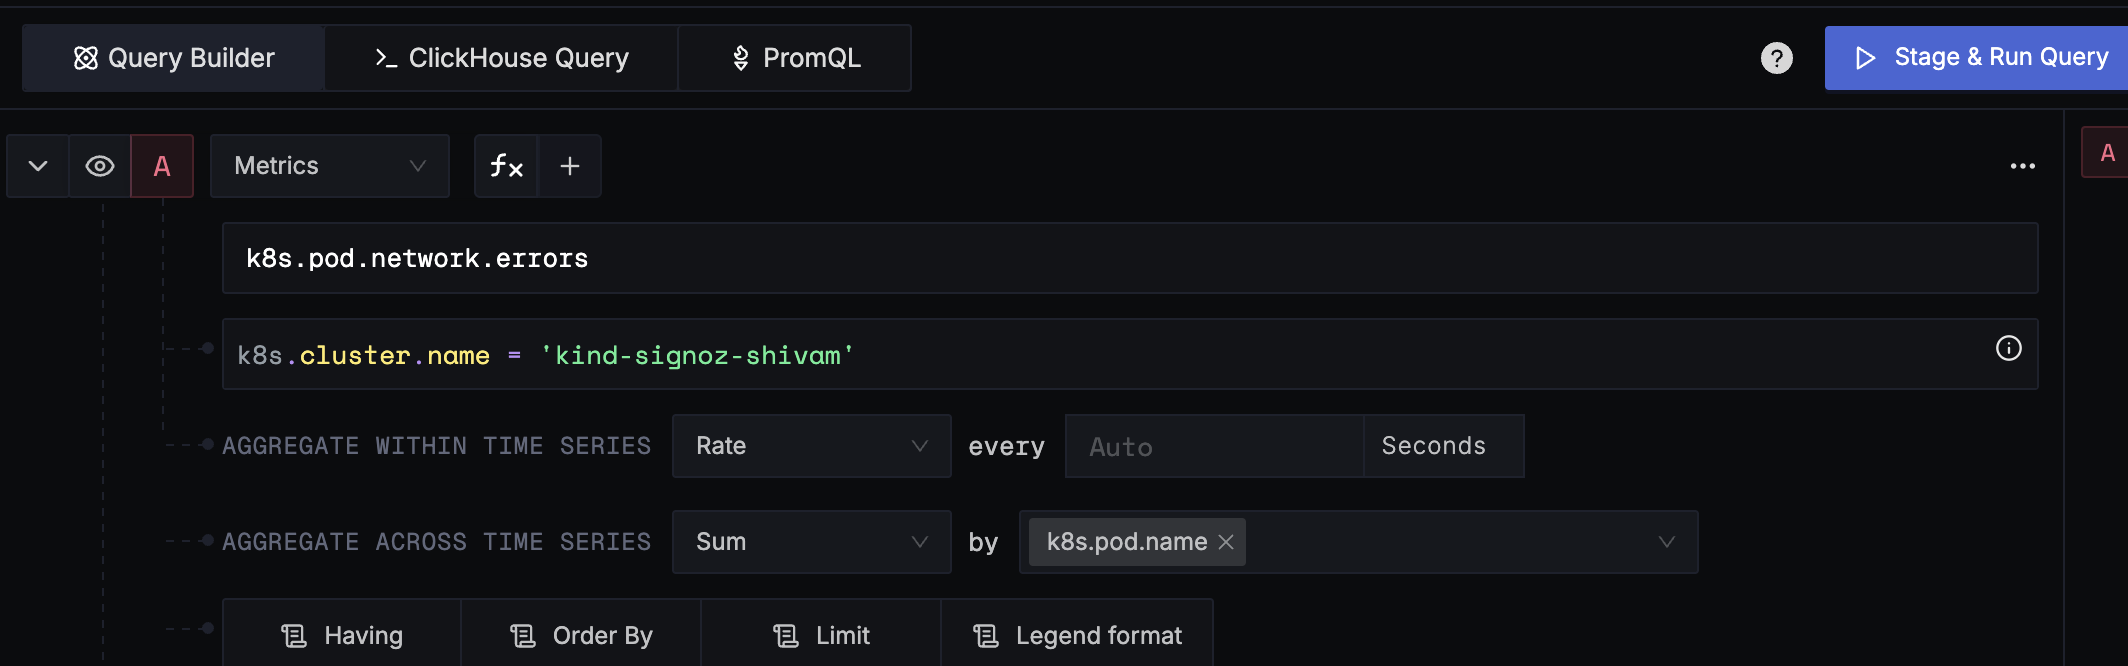 Query Builder ClickHouse Query PromQL ? Stage & Run Query
A Metrics fx + ... A
k8s.pod.network.errors
k8s.cluster.name = 'kind-signoz-shivam'
AGGREGATE WITHIN TIME SERIES Rate every Auto Seconds
AGGREGATE ACROSS TIME SERIES Sum by k8s.pod.name
Having Order By Limit Legend format